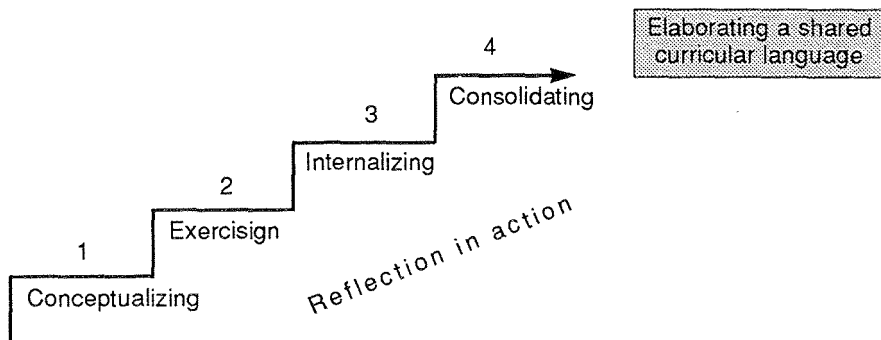 Elaborating a shared
curricular language
4
Consolidating
3
Internalizing
2
Exercisign
1
Conceptualizing
Reflection in action